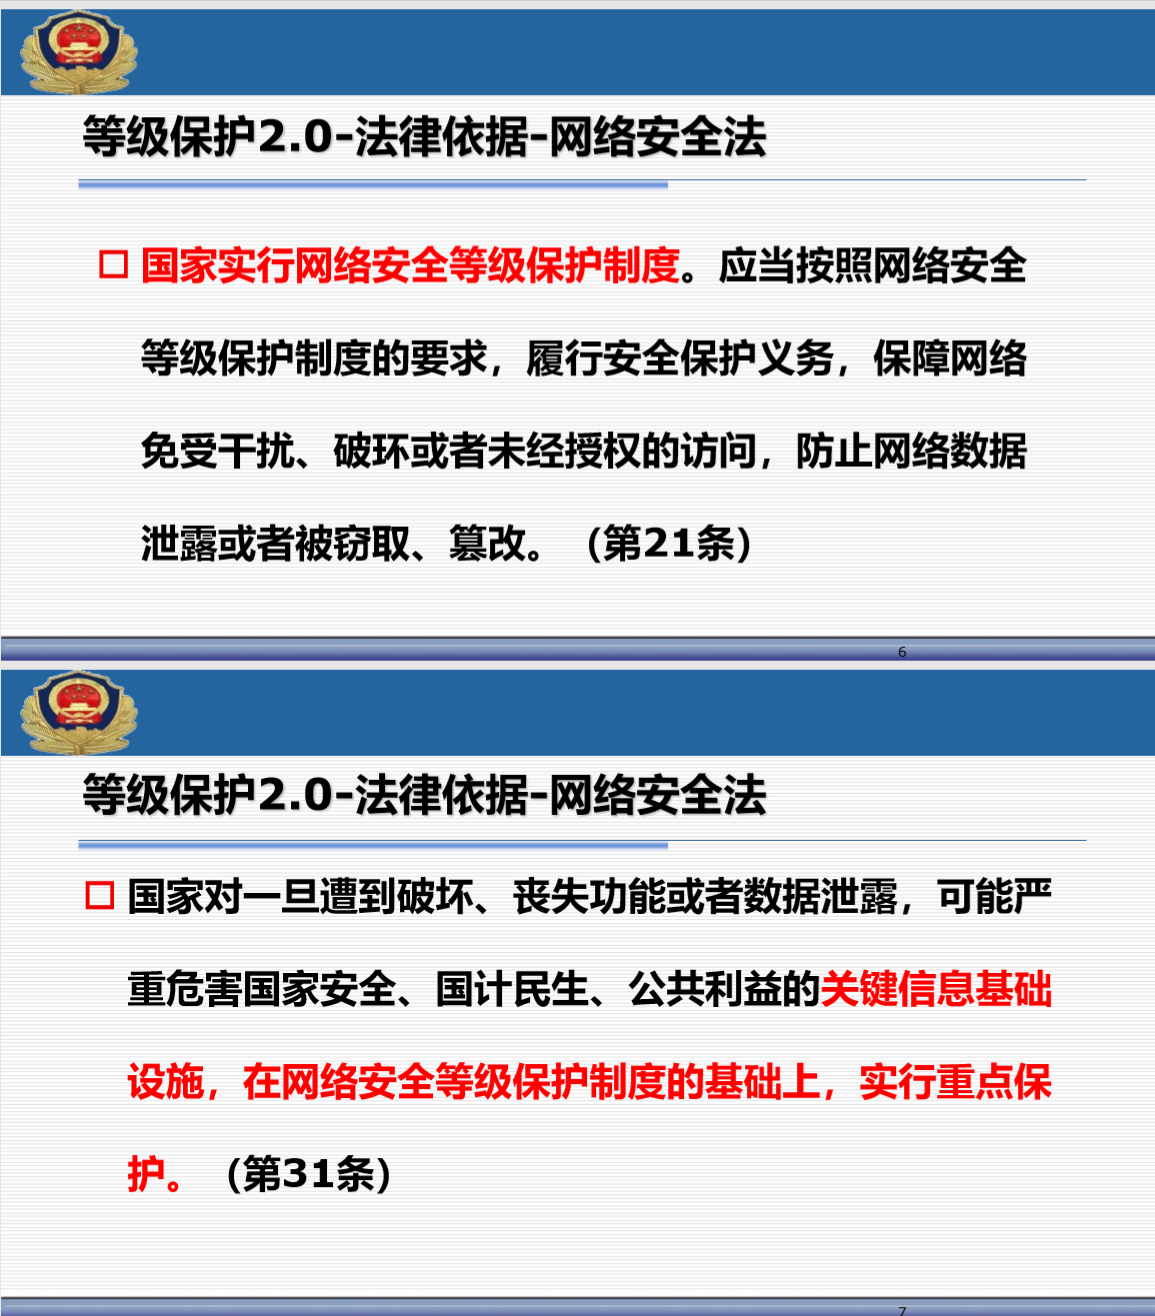 等级保护2.0-法律依据-网络安全法
国家实行网络安全等级保护制度。应当按照网络安全
等级保护制度的要求，履行安全保护义务，保障网络
免受干扰、破环或者未经授权的访问，防止网络数据
泄露或者被窃取、篡改。（第21条）
6
等级保护2.0-法律依据-网络安全法
国家对一旦遭到破坏、丧失功能或者数据泄露，可能严
重危害国家安全、国计民生、公共利益的关键信息基础
设施，在网络安全等级保护制度的基础上，实行重点保
护。（第31条）
7